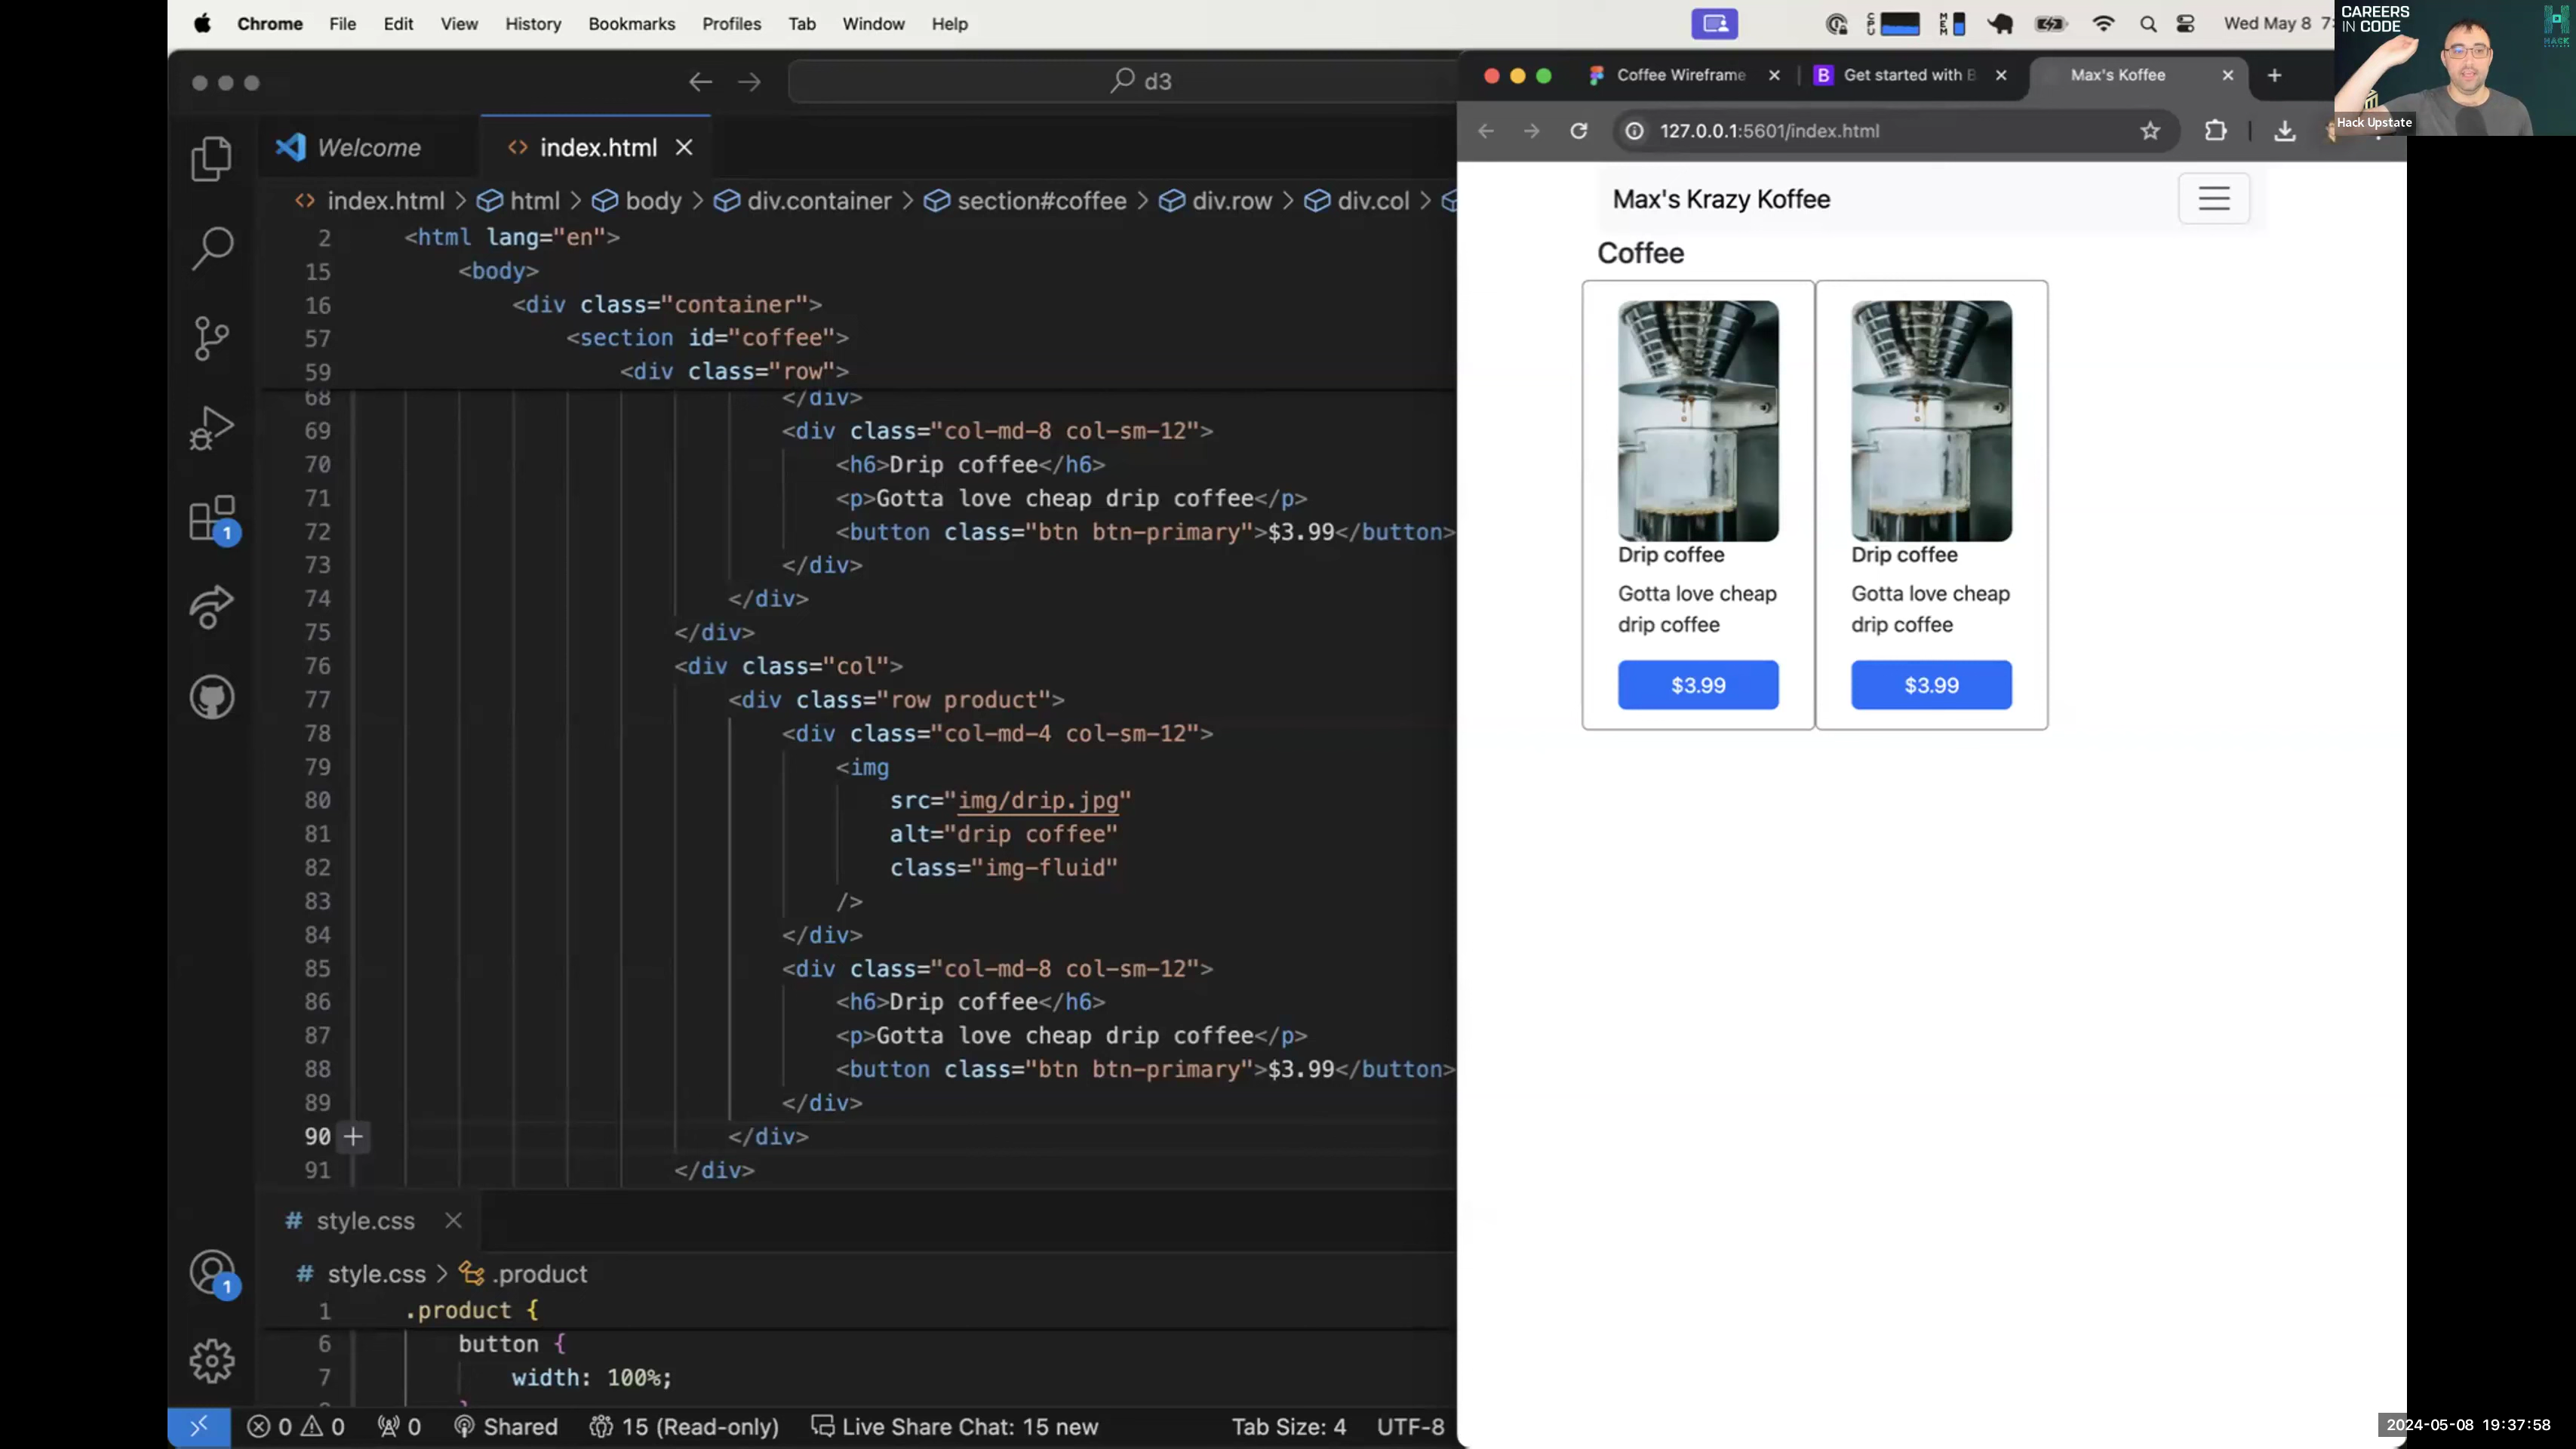 Chrome File Edit View History Bookmarks Profiles Tab Window Help
CPU MEM Wed May 8 7:
CAREERS
IN CODE
HACK
Hack Upstate
d3
Welcome
index.html
index.html > html > body > div.container > section#coffee > div.row > div.col >
2 <html lang="en">
15 <body>
16 <div class="container">
57 <section id="coffee">
59 <div class="row">
68 </div>
69 <div class="col-md-8 col-sm-12">
70 <h6>Drip coffee</h6>
71 <p>Gotta love cheap drip coffee</p>
72 <button class="btn btn-primary">$3.99</button>
73 </div>
74 </div>
75 </div>
76 <div class="col">
77 <div class="row product">
78 <div class="col-md-4 col-sm-12">
79 <img
80 src="img/drip.jpg"
81 alt="drip coffee"
82 class="img-fluid"
83 />
84 </div>
85 <div class="col-md-8 col-sm-12">
86 <h6>Drip coffee</h6>
87 <p>Gotta love cheap drip coffee</p>
88 <button class="btn btn-primary">$3.99</button>
89 </div>
90 </div>
91 </div>
1
# style.css
# style.css > .product
1 .product {
6 button {
7 width: 100%;
1
0 0 0 Shared 15 (Read-only) Live Share Chat: 15 new Tab Size: 4 UTF-8
Coffee Wireframe
B Get started with B
Max's Koffee
127.0.0.1:5601/index.html
Max's Krazy Koffee
Coffee
Drip coffee
Gotta love cheap
drip coffee
$3.99
Drip coffee
Gotta love cheap
drip coffee
$3.99
2024-05-08 19:37:58